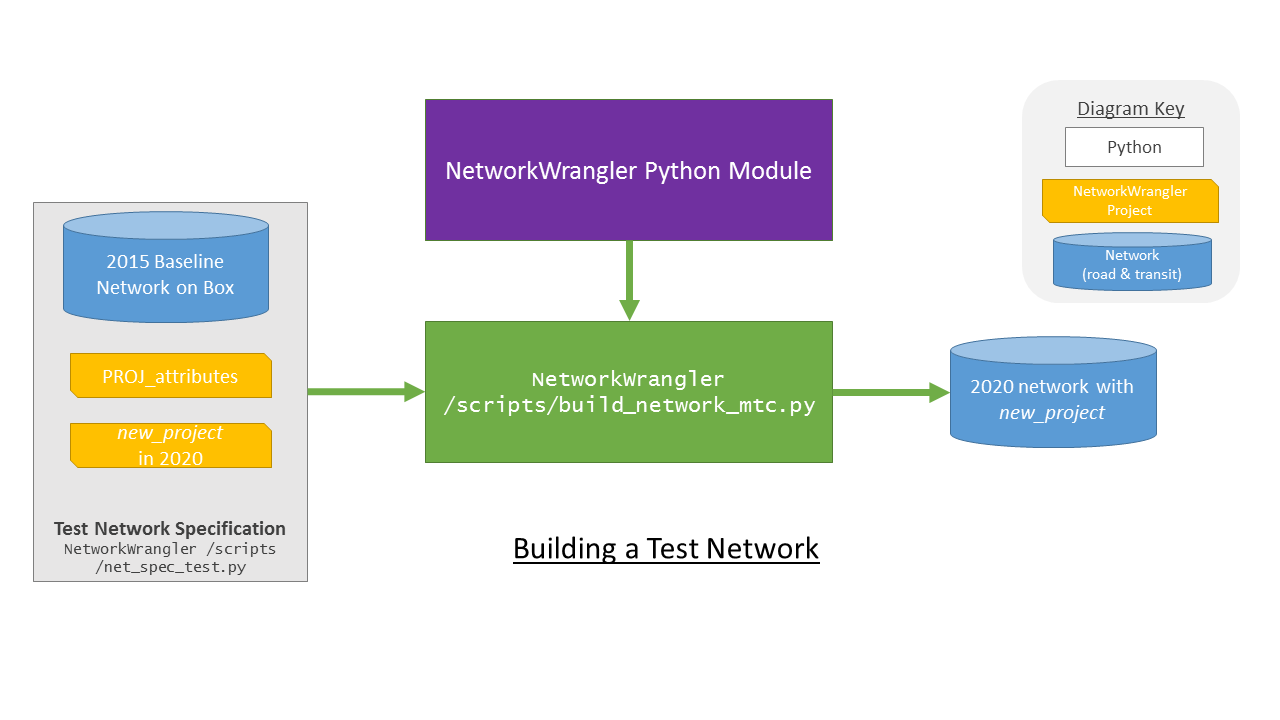 NetworkWrangler Python Module
Diagram Key
Python
NetworkWrangler
Project
Network
(road & transit)
2015 Baseline
Network on Box
PROJ_attributes
new_project
in 2020
Test Network Specification
NetworkWrangler /scripts
/net_spec_test.py
NetworkWrangler
/scripts/build_network_mtc.py
2020 network with
new_project
Building a Test Network